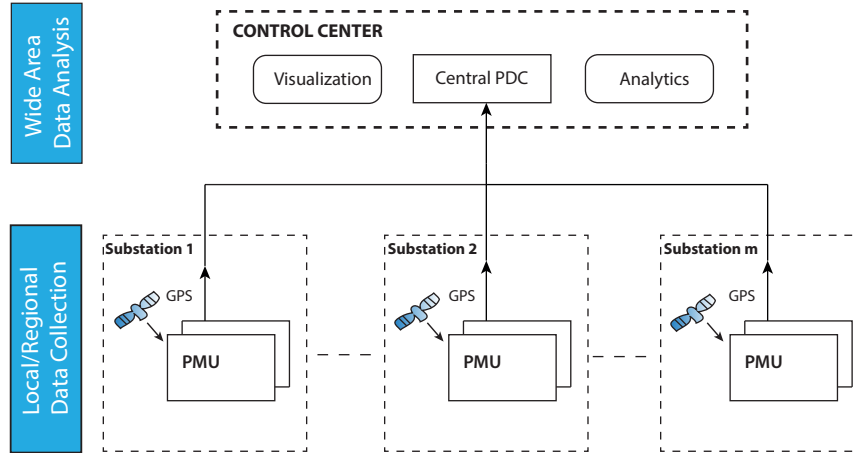 Wide Area
Data Analysis
CONTROL CENTER
Visualization
Central PDC
Analytics
Local/Regional
Data Collection
Substation 1
GPS
PMU
Substation 2
GPS
PMU
Substation m
GPS
PMU